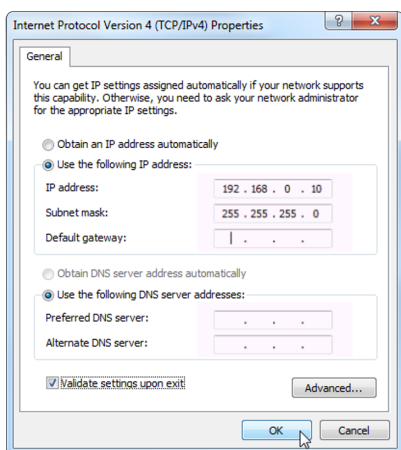 Internet Protocol Version 4 (TCP/IPv4) Properties
?
General
You can get IP settings assigned automatically if your network supports
this capability. Otherwise, you need to ask your network administrator
for the appropriate IP settings.
Obtain an IP address automatically
Use the following IP address:
IP address: 192 . 168 . 0 . 10
Subnet mask: 255 . 255 . 255 . 0
Default gateway: . . .
Obtain DNS server address automatically
Use the following DNS server addresses:
Preferred DNS server: . . .
Alternate DNS server: . . .
Validate settings upon exit
Advanced...
OK Cancel